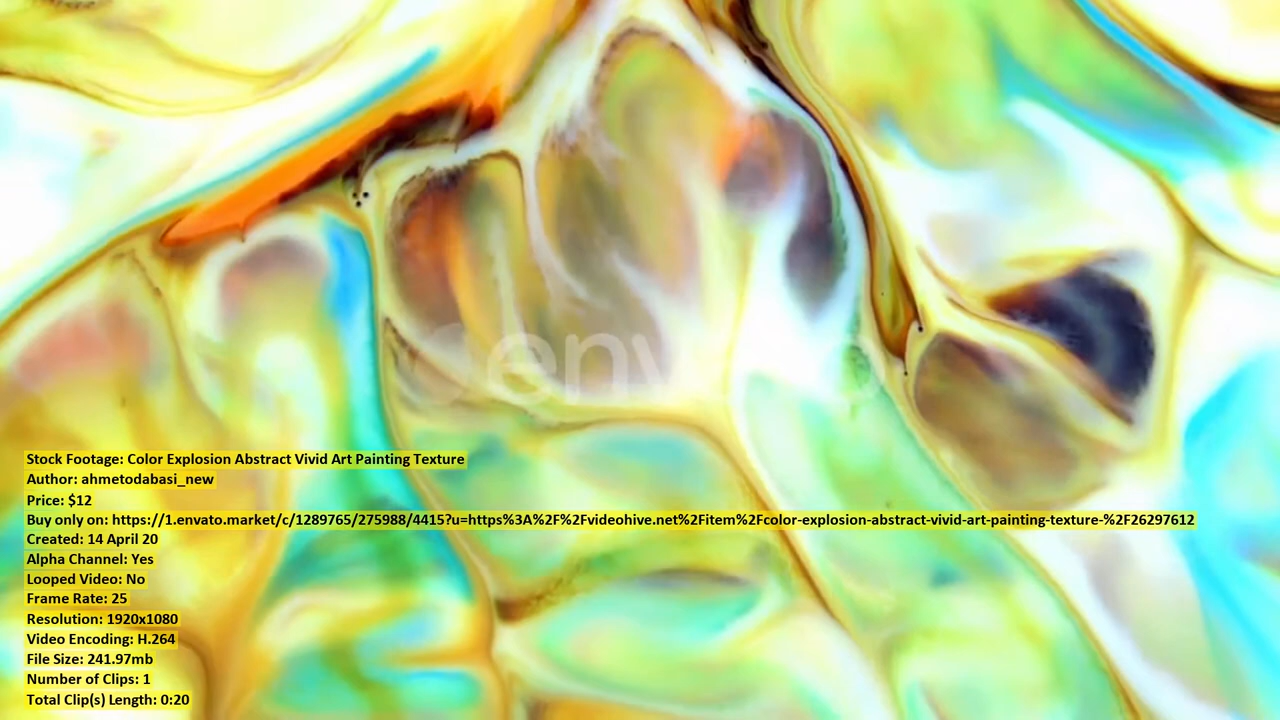 envato
Stock Footage: Color Explosion Abstract Vivid Art Painting Texture
Author: ahmetodabasi_new
Price: $12
Buy only on: https://1.envato.market/c/1289765/275988/4415?u=https%3A%2F%2Fvideohive.net%2Fitem%2Fcolor-explosion-abstract-vivid-art-painting-texture-%2F26297612
Created: 14 April 20
Alpha Channel: Yes
Looped Video: No
Frame Rate: 25
Resolution: 1920x1080
Video Encoding: H.264
File Size: 241.97mb
Number of Clips: 1
Total Clip(s) Length: 0:20